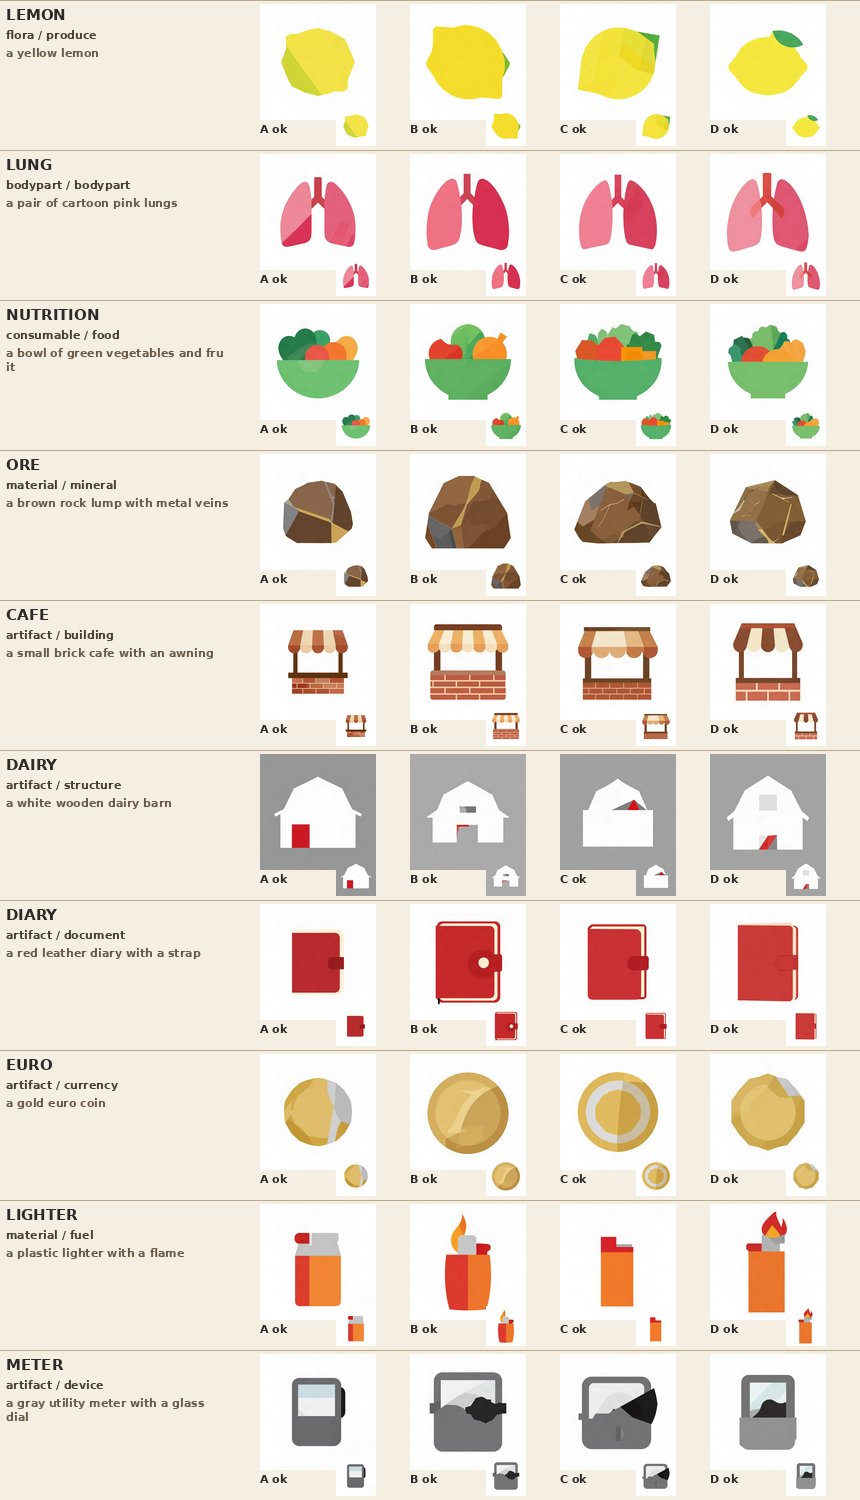 LEMON
flora / produce
a yellow lemon
A ok
B ok
C ok
D ok
LUNG
bodypart / bodypart
a pair of cartoon pink lungs
A ok
B ok
C ok
D ok
NUTRITION
consumable / food
a bowl of green vegetables and fru
it
A ok
B ok
C ok
D ok
ORE
material / mineral
a brown rock lump with metal veins
A ok
B ok
C ok
D ok
CAFE
artifact / building
a small brick cafe with an awning
A ok
B ok
C ok
D ok
DAIRY
artifact / structure
a white wooden dairy barn
A ok
B ok
C ok
D ok
DIARY
artifact / document
a red leather diary with a strap
A ok
B ok
C ok
D ok
EURO
artifact / currency
a gold euro coin
A ok
B ok
C ok
D ok
LIGHTER
material / fuel
a plastic lighter with a flame
A ok
B ok
C ok
D ok
METER
artifact / device
a gray utility meter with a glass
dial
A ok
B ok
C ok
D ok